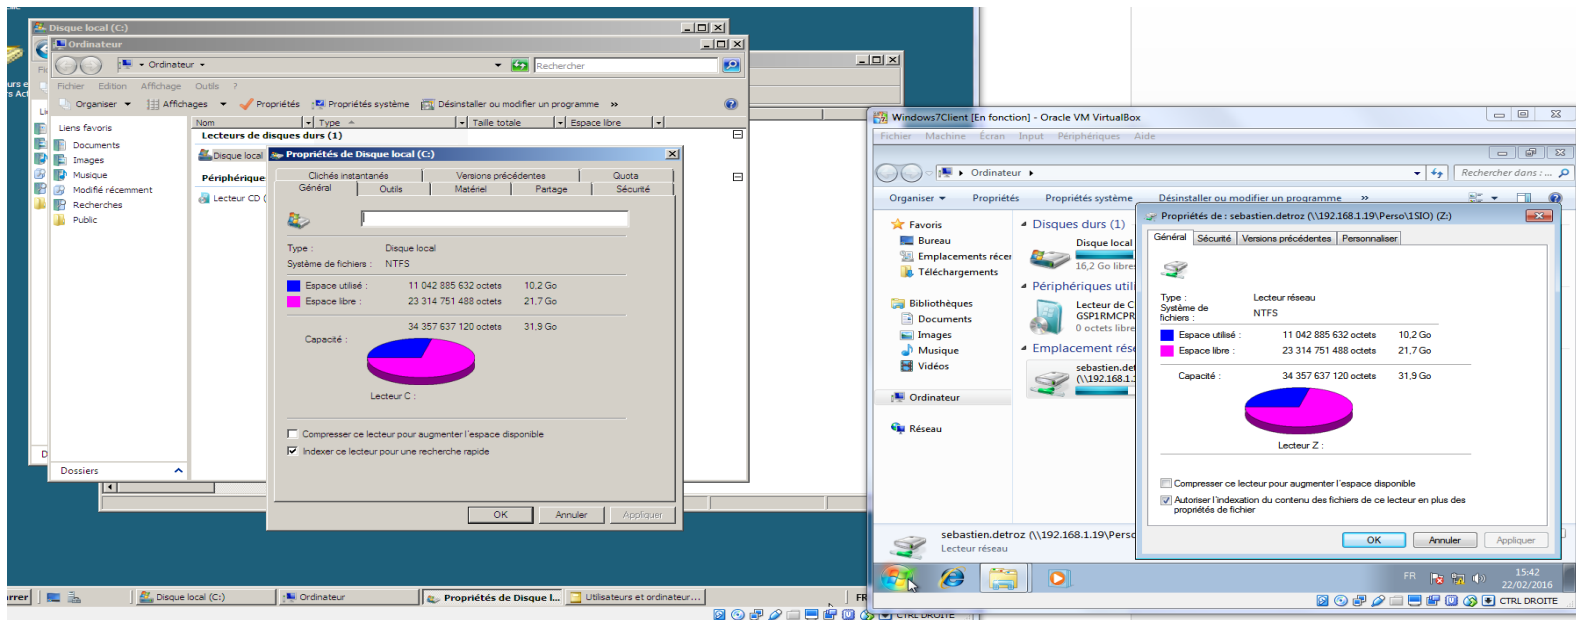 Disque local (C:)
Ordinateur
Ordinateur
Rechercher
Fichier Edition Affichage Outils ?
Organiser Affichages Propriétés Propriétés système Désinstaller ou modifier un programme »
Liens favoris
Documents
Images
Musique
Modifié récemment
Recherches
Public
Dossiers
Nom Type Taille totale Espace libre
Lecteurs de disques durs (1)
Disque local
Périphérique
Lecteur CD (
Propriétés de Disque local (C:)
Clichés instantanés Versions précédentes Quota
Général Outils Matériel Partage Sécurité
Type : Disque local
Système de fichiers : NTFS
Espace utilisé : 11 042 885 632 octets 10,2 Go
Espace libre : 23 314 751 488 octets 21,7 Go
Capacité : 34 357 637 120 octets 31,9 Go
Lecteur C :
Compresser ce lecteur pour augmenter l'espace disponible
Indexer ce lecteur pour une recherche rapide
OK Annuler Appliquer
rrer Disque local (C:) Ordinateur Propriétés de Disque l... Utilisateurs et ordinateur... FR
CTRL DROITE
Windows7Client [En fonction] - Oracle VM VirtualBox
Fichier Machine Écran Input Périphériques Aide
Ordinateur
Rechercher dans : ...
Organiser Propriétés Propriétés système Désinstaller ou modifier un programme »
Favoris
Bureau
Emplacements récer
Téléchargements
Bibliothèques
Documents
Images
Musique
Vidéos
Ordinateur
Réseau
Disques durs (1)
Disque local
16,2 Go libres
Périphériques utili
Lecteur de C
GSP1RMCPR
0 octets libre
Emplacement rése
sebastien.det
(\\192.168.1.1
Propriétés de : sebastien.detroz (\\192.168.1.19\Perso\1SIO) (Z:)
Général Sécurité Versions précédentes Personnaliser
Type : Lecteur réseau
Système de fichiers : NTFS
Espace utilisé : 11 042 885 632 octets 10,2 Go
Espace libre : 23 314 751 488 octets 21,7 Go
Capacité : 34 357 637 120 octets 31,9 Go
Lecteur Z :
Compresser ce lecteur pour augmenter l'espace disponible
Autoriser l'indexation du contenu des fichiers de ce lecteur en plus des
propriétés de fichier
OK Annuler Appliquer
sebastien.detroz (\\192.168.1.19\Perso
Lecteur réseau
FR 15:42
22/02/2016
CTRL DROITE